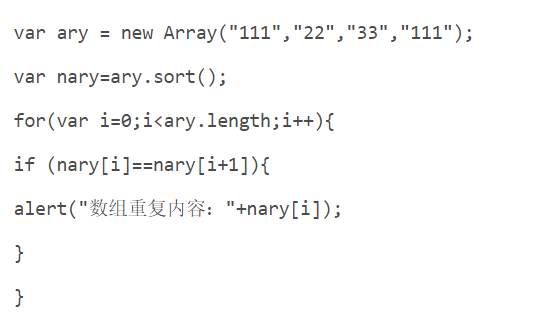 var ary = new Array("111","22","33","111");
var nary=ary.sort();
for(var i=0;i<ary.length;i++){
if (nary[i]==nary[i+1]){
alert("数组重复内容："+nary[i]);
}
}